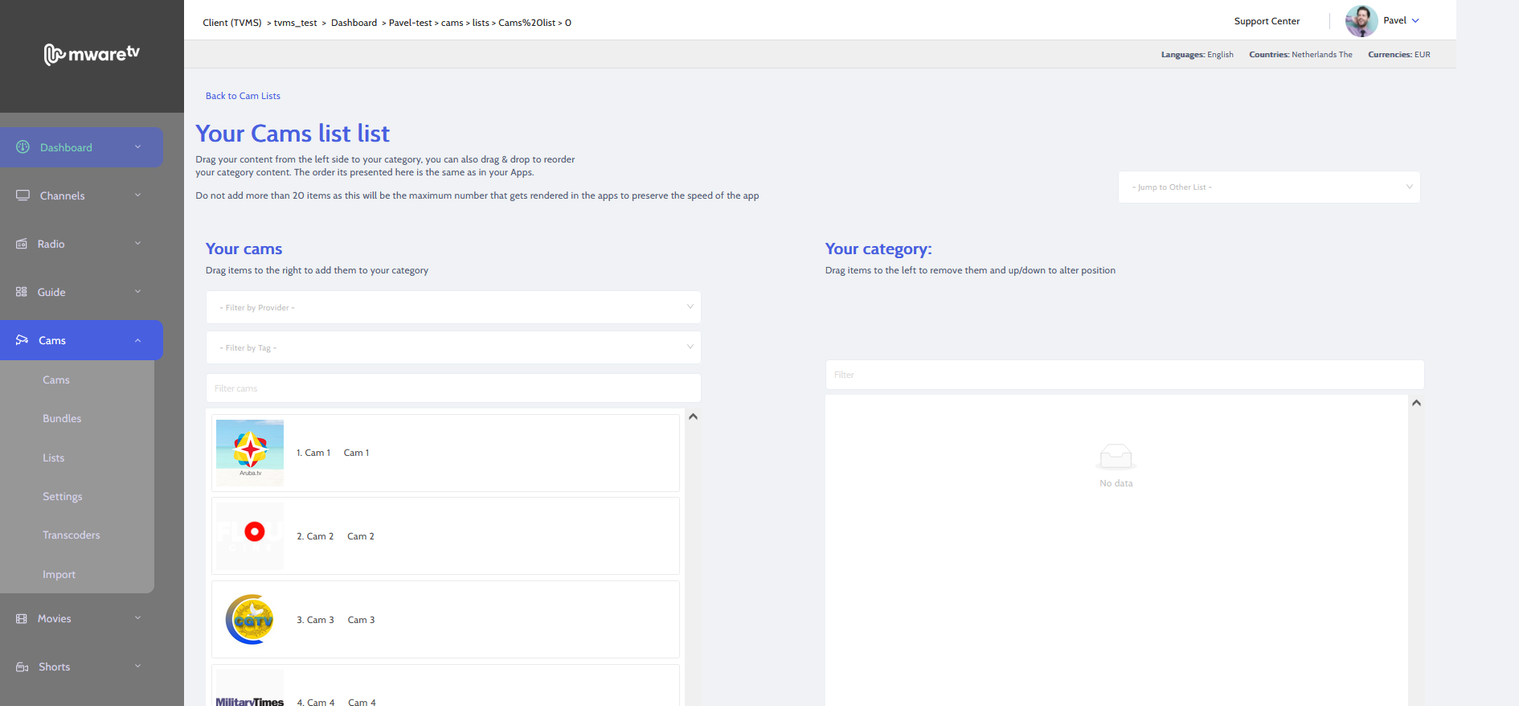 mwaretv
Client (TVMS) > tvms_test > Dashboard > Pavel-test > cams > lists > Cams%20list > 0
Support Center
Pavel
Languages: English Countries: Netherlands The Currencies: EUR
Dashboard
Channels
Radio
Guide
Cams
Cams
Bundles
Lists
Settings
Transcoders
Import
Movies
Shorts
Back to Cam Lists
Your Cams list list
Drag your content from the left side to your category, you can also drag & drop to reorder
your category content. The order its presented here is the same as in your Apps.
Do not add more than 20 items as this will be the maximum number that gets rendered in the apps to preserve the speed of the app
- Jump to Other List -
Your cams
Drag items to the right to add them to your category
- Filter by Provider -
- Filter by Tag -
Filter cams
Aruba.tv
1. Cam 1 Cam 1
2. Cam 2 Cam 2
CGTV
3. Cam 3 Cam 3
MilitaryTimes
4. Cam 4 Cam 4
Your category:
Drag items to the left to remove them and up/down to alter position
Filter
No data